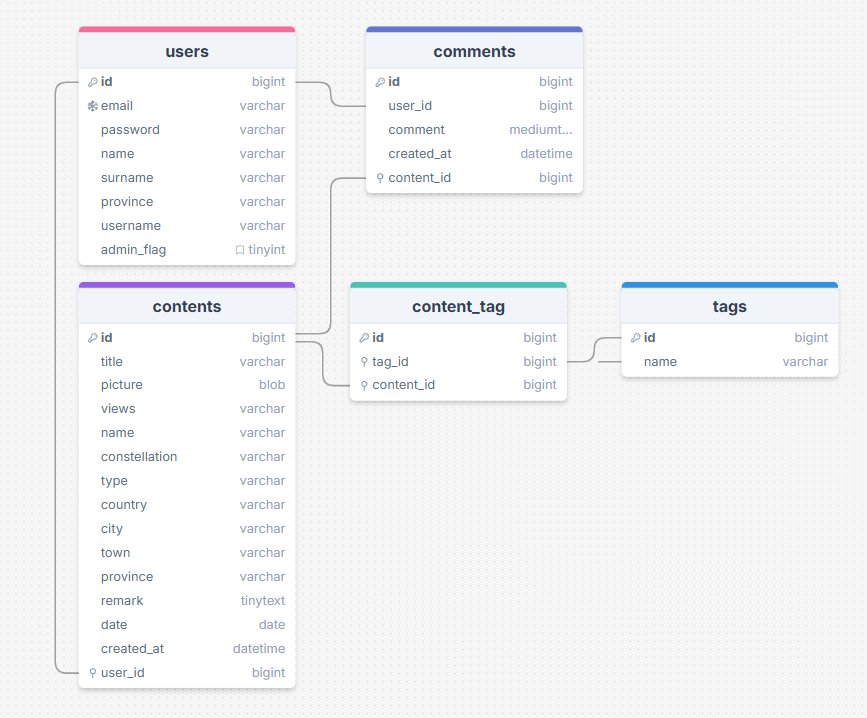 users
id bigint
email varchar
password varchar
name varchar
surname varchar
province varchar
username varchar
admin_flag tinyint
comments
id bigint
user_id bigint
comment mediumt...
created_at datetime
content_id bigint
contents
id bigint
title varchar
picture blob
views varchar
name varchar
constellation varchar
type varchar
country varchar
city varchar
town varchar
province varchar
remark tinytext
date date
created_at datetime
user_id bigint
content_tag
id bigint
tag_id bigint
content_id bigint
tags
id bigint
name varchar